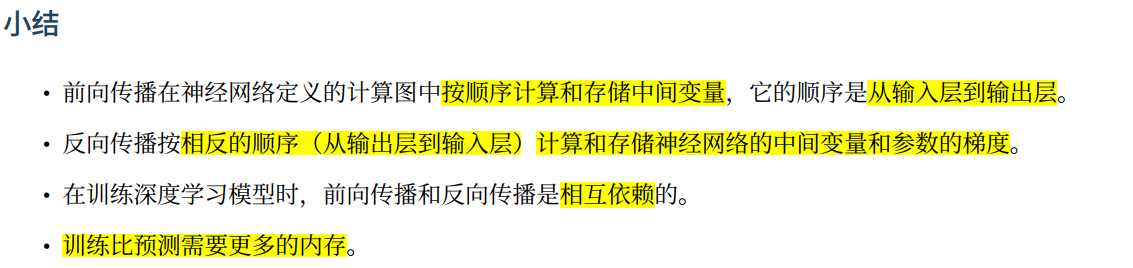 小结
• 前向传播在神经网络定义的计算图中按顺序计算和存储中间变量，它的顺序是从输入层到输出层。
• 反向传播按相反的顺序（从输出层到输入层）计算和存储神经网络的中间变量和参数的梯度。
• 在训练深度学习模型时，前向传播和反向传播是相互依赖的。
• 训练比预测需要更多的内存。